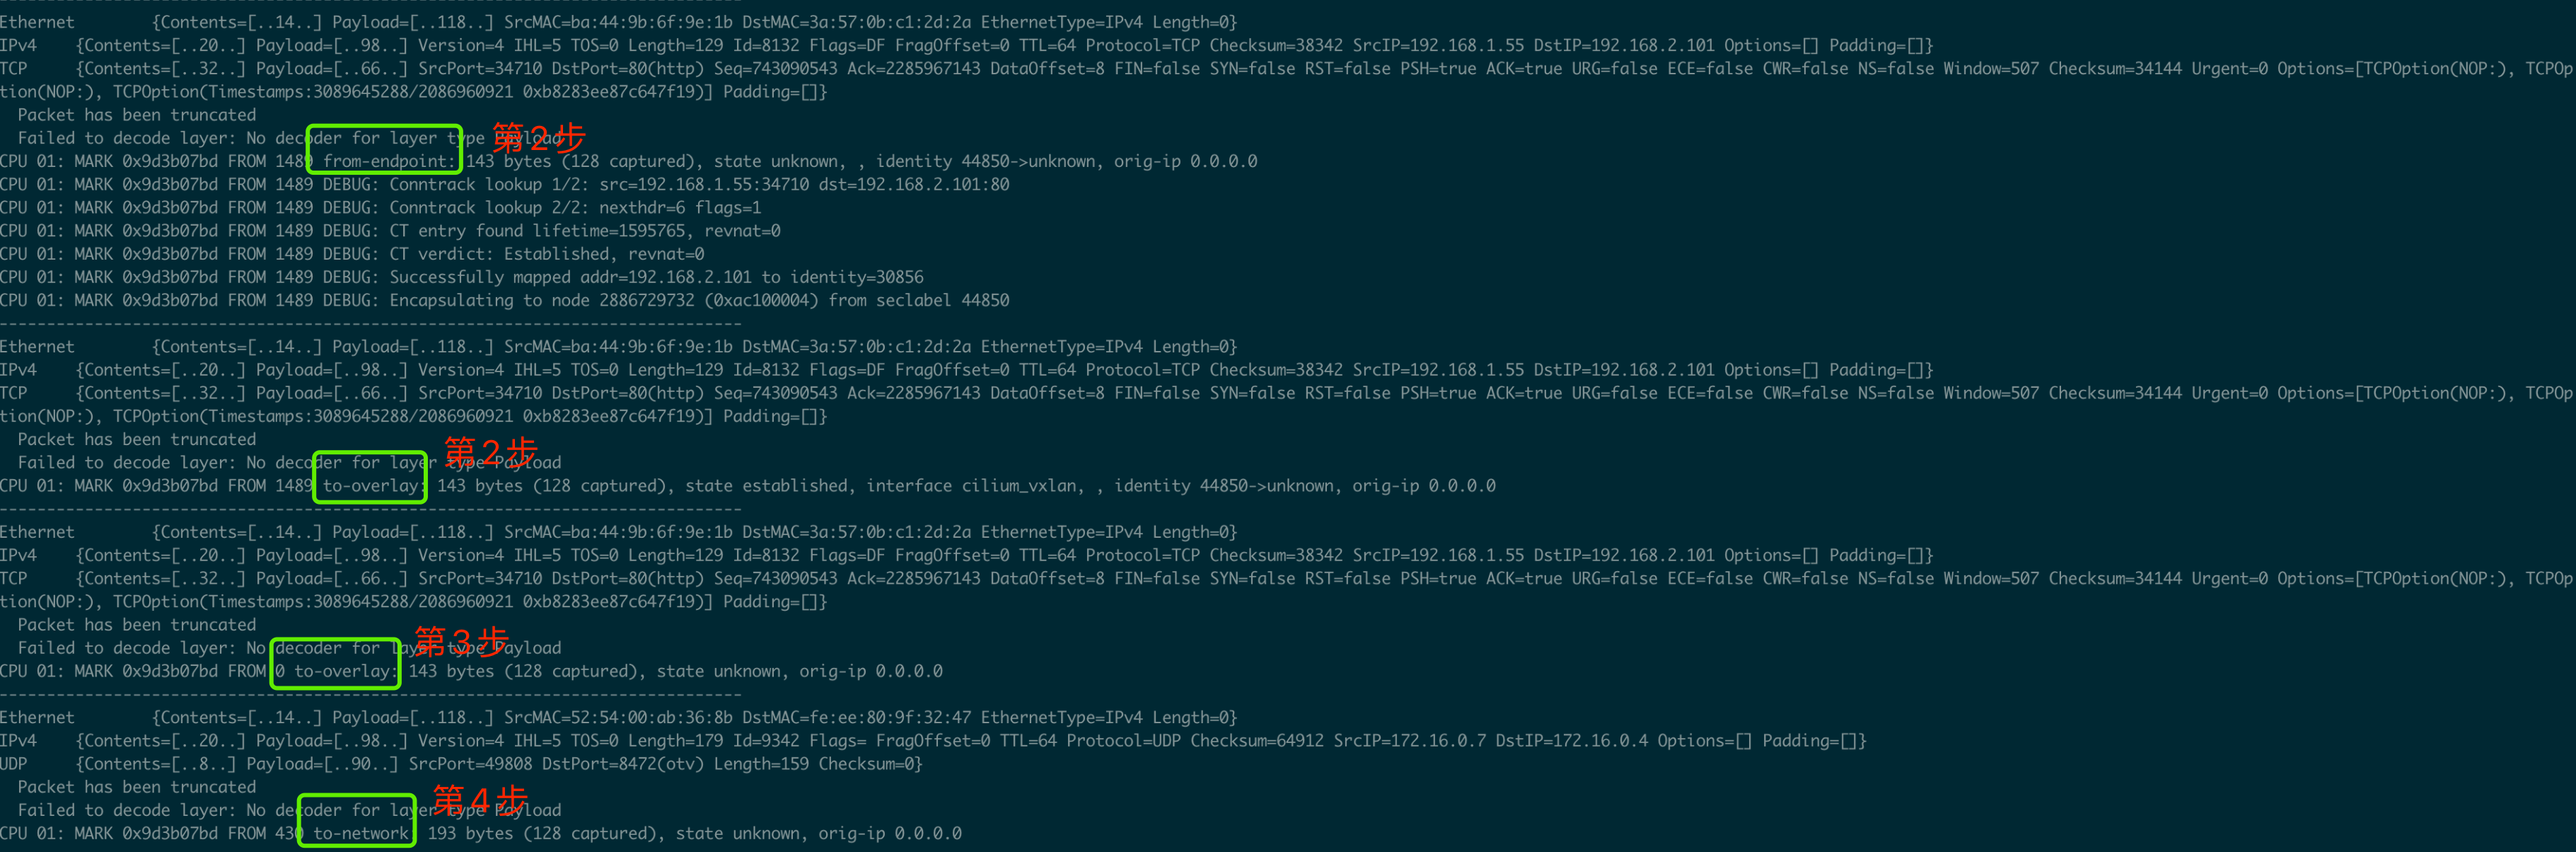 Ethernet {Contents=[..14..] Payload=[..118..] SrcMAC=ba:44:9b:6f:9e:1b DstMAC=3a:57:0b:c1:2d:2a EthernetType=IPv4 Length=0}
IPv4 {Contents=[..20..] Payload=[..98..] Version=4 IHL=5 TOS=0 Length=129 Id=8132 Flags=DF FragOffset=0 TTL=64 Protocol=TCP Checksum=38342 SrcIP=192.168.1.55 DstIP=192.168.2.101 Options=[] Padding=[]}
TCP {Contents=[..32..] Payload=[..66..] SrcPort=34710 DstPort=80(http) Seq=743090543 Ack=2285967143 DataOffset=8 FIN=false SYN=false RST=false PSH=true ACK=true URG=false ECE=false CWR=false NS=false Window=507 Checksum=34144 Urgent=0 Options=[TCPOption(NOP:), TCPOp
tion(NOP:), TCPOption(Timestamps:3089645288/2086960921 0xb8283ee87c647f19)] Padding=[]}
Packet has been truncated
Failed to decode layer: No decoder for layer type Payload
第2步
CPU 01: MARK 0x9d3b07bd FROM 1489 from-endpoint: 143 bytes (128 captured), state unknown, , identity 44850->unknown, orig-ip 0.0.0.0
CPU 01: MARK 0x9d3b07bd FROM 1489 DEBUG: Conntrack lookup 1/2: src=192.168.1.55:34710 dst=192.168.2.101:80
CPU 01: MARK 0x9d3b07bd FROM 1489 DEBUG: Conntrack lookup 2/2: nexthdr=6 flags=1
CPU 01: MARK 0x9d3b07bd FROM 1489 DEBUG: CT entry found lifetime=1595765, revnat=0
CPU 01: MARK 0x9d3b07bd FROM 1489 DEBUG: CT verdict: Established, revnat=0
CPU 01: MARK 0x9d3b07bd FROM 1489 DEBUG: Successfully mapped addr=192.168.2.101 to identity=30856
CPU 01: MARK 0x9d3b07bd FROM 1489 DEBUG: Encapsulating to node 2886729732 (0xac100004) from seclabel 44850
------------------------------------------------------------------------------
Ethernet {Contents=[..14..] Payload=[..118..] SrcMAC=ba:44:9b:6f:9e:1b DstMAC=3a:57:0b:c1:2d:2a EthernetType=IPv4 Length=0}
IPv4 {Contents=[..20..] Payload=[..98..] Version=4 IHL=5 TOS=0 Length=129 Id=8132 Flags=DF FragOffset=0 TTL=64 Protocol=TCP Checksum=38342 SrcIP=192.168.1.55 DstIP=192.168.2.101 Options=[] Padding=[]}
TCP {Contents=[..32..] Payload=[..66..] SrcPort=34710 DstPort=80(http) Seq=743090543 Ack=2285967143 DataOffset=8 FIN=false SYN=false RST=false PSH=true ACK=true URG=false ECE=false CWR=false NS=false Window=507 Checksum=34144 Urgent=0 Options=[TCPOption(NOP:), TCPOp
tion(NOP:), TCPOption(Timestamps:3089645288/2086960921 0xb8283ee87c647f19)] Padding=[]}
Packet has been truncated
第2步
Failed to decode layer: No decoder for layer type Payload
CPU 01: MARK 0x9d3b07bd FROM 1489 to-overlay: 143 bytes (128 captured), state established, interface cilium_vxlan, , identity 44850->unknown, orig-ip 0.0.0.0
------------------------------------------------------------------------------
Ethernet {Contents=[..14..] Payload=[..118..] SrcMAC=ba:44:9b:6f:9e:1b DstMAC=3a:57:0b:c1:2d:2a EthernetType=IPv4 Length=0}
IPv4 {Contents=[..20..] Payload=[..98..] Version=4 IHL=5 TOS=0 Length=129 Id=8132 Flags=DF FragOffset=0 TTL=64 Protocol=TCP Checksum=38342 SrcIP=192.168.1.55 DstIP=192.168.2.101 Options=[] Padding=[]}
TCP {Contents=[..32..] Payload=[..66..] SrcPort=34710 DstPort=80(http) Seq=743090543 Ack=2285967143 DataOffset=8 FIN=false SYN=false RST=false PSH=true ACK=true URG=false ECE=false CWR=false NS=false Window=507 Checksum=34144 Urgent=0 Options=[TCPOption(NOP:), TCPOp
tion(NOP:), TCPOption(Timestamps:3089645288/2086960921 0xb8283ee87c647f19)] Padding=[]}
Packet has been truncated
第3步
Failed to decode layer: No decoder for layer type Payload
CPU 01: MARK 0x9d3b07bd FROM 0 to-overlay: 143 bytes (128 captured), state unknown, orig-ip 0.0.0.0
------------------------------------------------------------------------------
Ethernet {Contents=[..14..] Payload=[..118..] SrcMAC=52:54:00:ab:36:8b DstMAC=fe:ee:80:9f:32:47 EthernetType=IPv4 Length=0}
IPv4 {Contents=[..20..] Payload=[..98..] Version=4 IHL=5 TOS=0 Length=179 Id=9342 Flags= FragOffset=0 TTL=64 Protocol=UDP Checksum=64912 SrcIP=172.16.0.7 DstIP=172.16.0.4 Options=[] Padding=[]}
UDP {Contents=[..8..] Payload=[..90..] SrcPort=49808 DstPort=8472(otv) Length=159 Checksum=0}
Packet has been truncated
第4步
Failed to decode layer: No decoder for layer type Payload
CPU 01: MARK 0x9d3b07bd FROM 430 to-network: 193 bytes (128 captured), state unknown, orig-ip 0.0.0.0